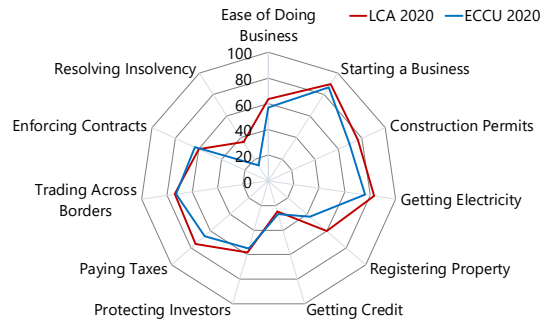 Ease of Doing
Business
LCA 2020
ECCU 2020
100
80
60
40
20
0
Starting a Business
Construction Permits
Getting Electricity
Registering Property
Getting Credit
Protecting Investors
Paying Taxes
Trading Across
Borders
Enforcing Contracts
Resolving Insolvency